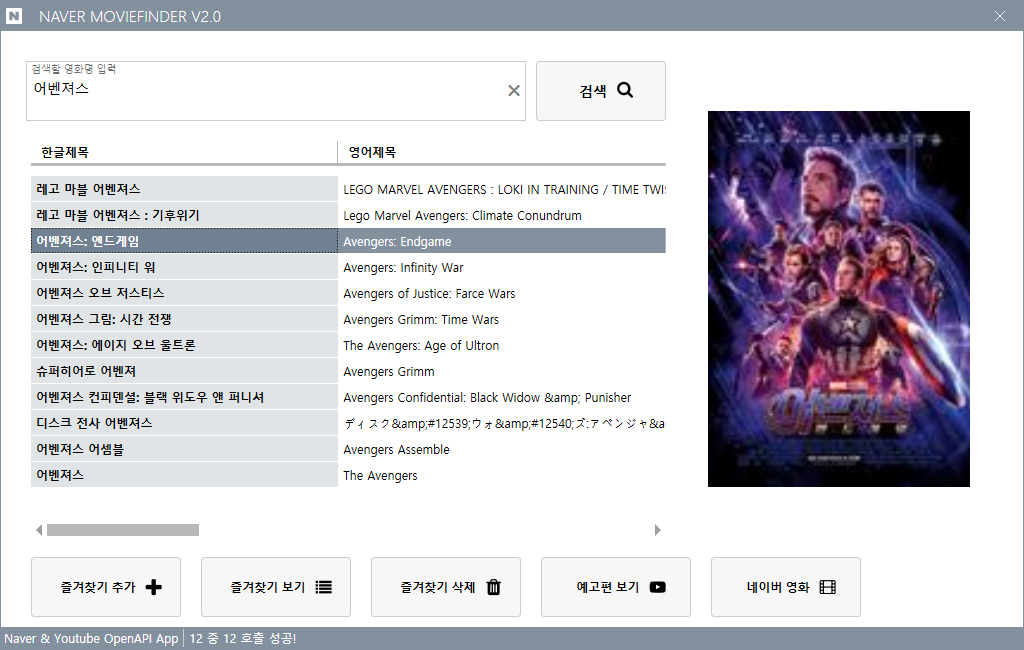 N NAVER MOVIEFINDER V2.0
검색할 영화명 입력
어벤져스
검색
한글제목 영어제목
레고 마블 어벤져스 LEGO MARVEL AVENGERS : LOKI IN TRAINING / TIME TWI
레고 마블 어벤져스 : 기후위기 Lego Marvel Avengers: Climate Conundrum
어벤져스: 엔드게임 Avengers: Endgame
어벤져스: 인피니티 워 Avengers: Infinity War
어벤져스 오브 저스티스 Avengers of Justice: Farce Wars
어벤져스 그림: 시간 전쟁 Avengers Grimm: Time Wars
어벤져스: 에이지 오브 울트론 The Avengers: Age of Ultron
슈퍼히어로 어벤져 Avengers Grimm
어벤져스 컨피덴셜: 블랙 위도우 앤 퍼니셔 Avengers Confidential: Black Widow &amp; Punisher
디스크 전사 어벤져스 ディスク&amp;#12539;ウォ&amp;#12540;ズ:アベンジャ&a
어벤져스 어셈블 Avengers Assemble
어벤져스 The Avengers
즐겨찾기 추가 즐겨찾기 보기 즐겨찾기 삭제 예고편 보기 네이버 영화
Naver & Youtube OpenAPI App 12 중 12 호출 성공!